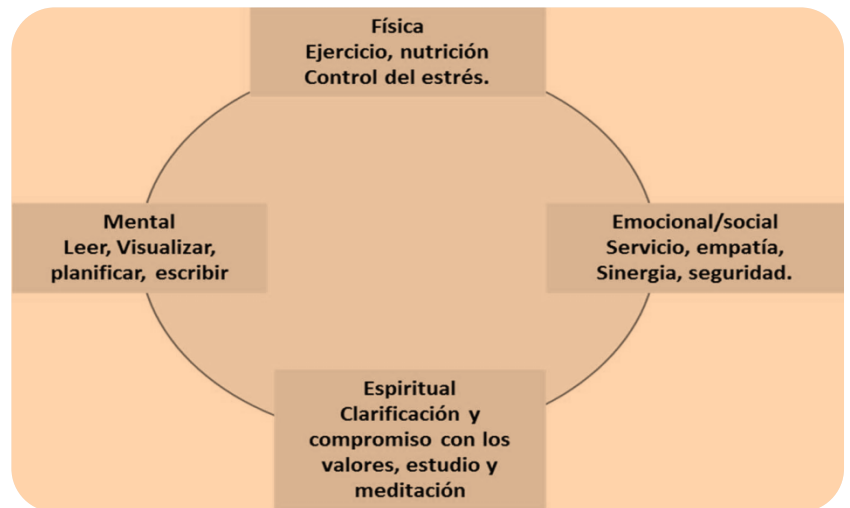 Física
Ejercicio, nutrición
Control del estrés.
Mental
Leer, Visualizar,
planificar, escribir
Emocional/social
Servicio, empatía,
Sinergia, seguridad.
Espiritual
Clarificación y
compromiso con los
valores, estudio y
meditación